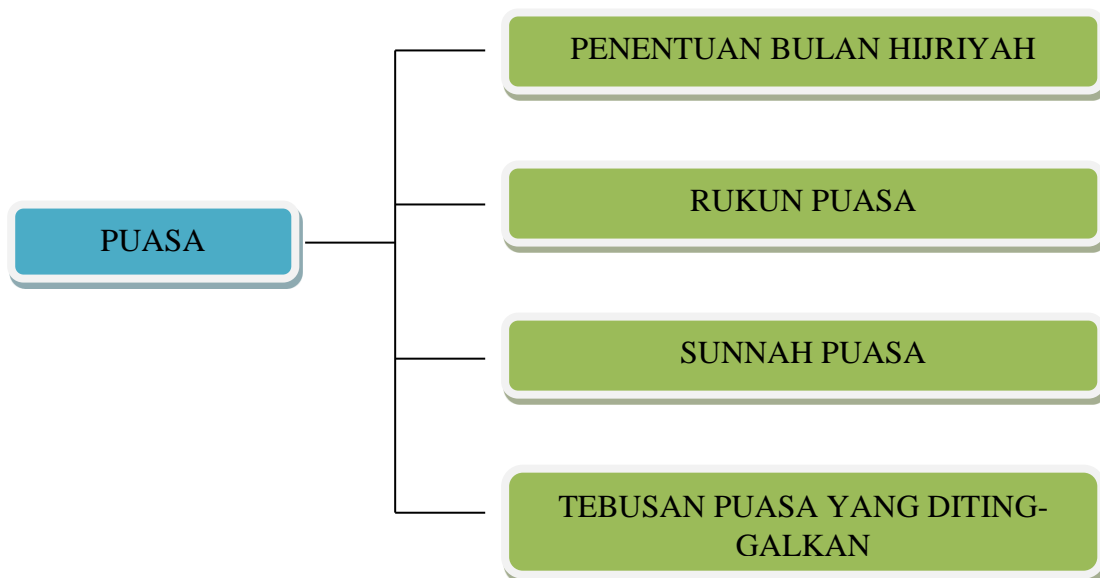 PENENTUAN BULAN HIJRIYAH
RUKUN PUASA
PUASA
SUNNAH PUASA
TEBUSAN PUASA YANG DITING-
GALKAN